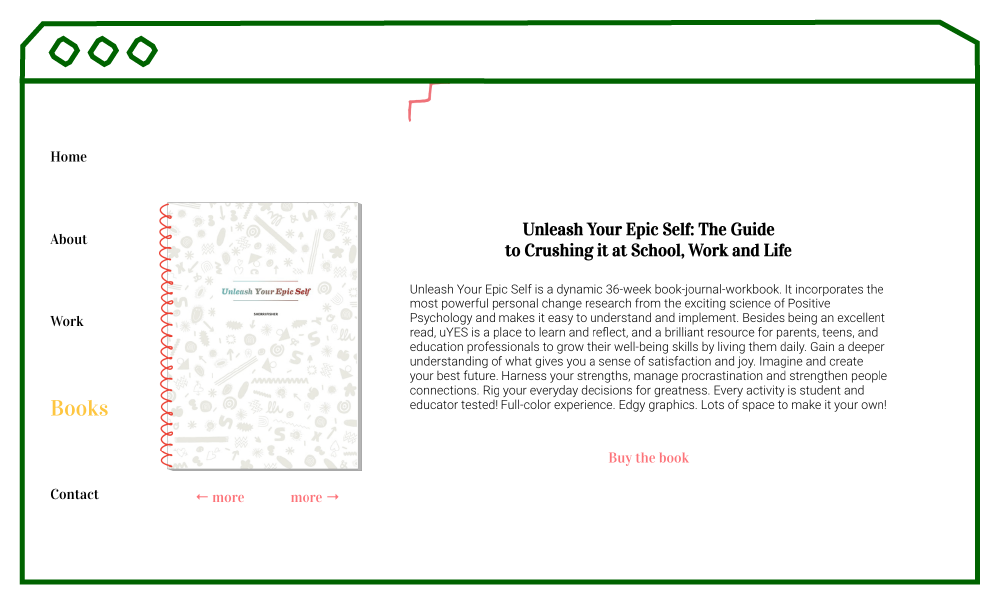 Home
About
Work
Books
Contact
Unleash Your Epic Self
← more
more →
Unleash Your Epic Self: The Guide
to Crushing it at School, Work and Life
Unleash Your Epic Self is a dynamic 36-week book-journal-workbook. It incorporates the
most powerful personal change research from the exciting science of Positive
Psychology and makes it easy to understand and implement. Besides being an excellent
read, uYES is a place to learn and reflect, and a brilliant resource for parents, teens, and
education professionals to grow their well-being skills by living them daily. Gain a deeper
understanding of what gives you a sense of satisfaction and joy. Imagine and create
your best future. Harness your strengths, manage procrastination and strengthen people
connections. Rig your everyday decisions for greatness. Every activity is student and
educator tested! Full-color experience. Edgy graphics. Lots of space to make it your own!
Buy the book